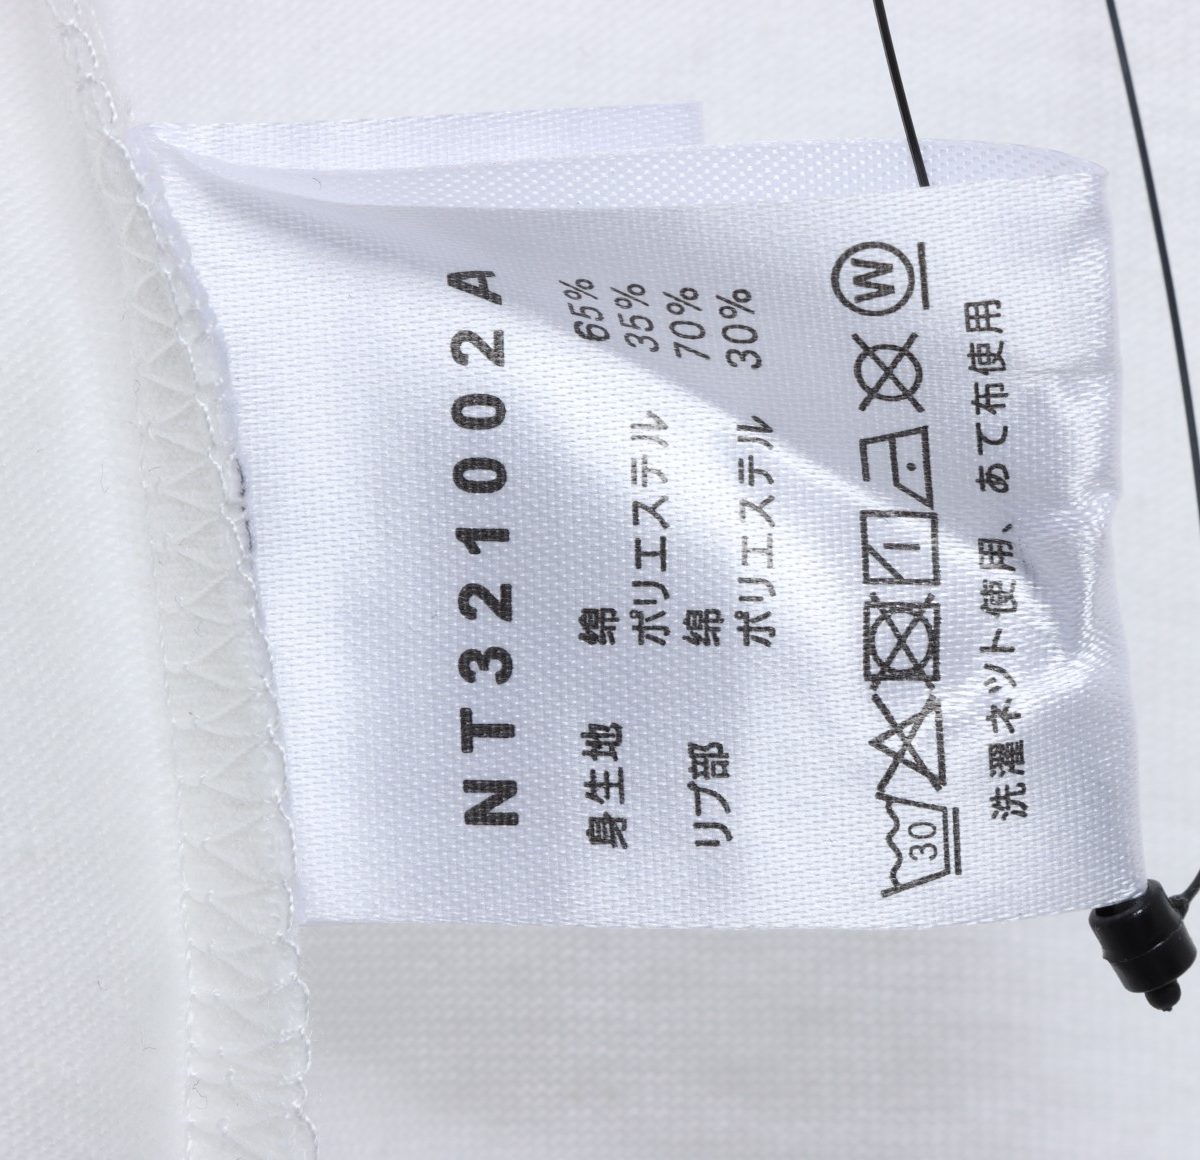 NT321002A
身生地 綿 65%
ポリエステル 35%
リブ部 綿 70%
ポリエステル 30%
30 W
洗濯ネット使用、あて布使用